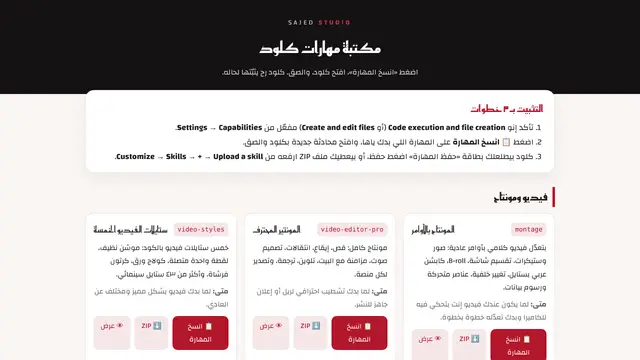 SAJED STUDIO
مكتبة مهارات كلود
اضغط «انسخ المهارة»، افتح كلود، والصق. كلود رح يثبّتها لحاله.
التثبيت بـ ٣ خطوات
1. تأكد إنو Code execution and file creation (أو Create and edit files) مفعّل من Settings → Capabilities.
2. اضغط 📋 انسخ المهارة على المهارة اللي بدك ياها، وافتح محادثة جديدة بكلود والصق.
3. كلود بيطلعلك بطاقة «حفظ المهارة» اضغط حفظ، أو بيعطيك ملف ZIP ارفعه من Customize → Skills → + → Upload a skill.
فيديو ومونتاج
المونتاج بالأوامر
montage
بتعدّل فيديو كلامي بأوامر عادية: صور
وستيكرات، تقسيم شاشة، B-roll، كابشن
عربي بستايل، تغيير خلفية، عناصر متحركة
ورسوم بيانات.
متى: لما يكون عندك فيديو إنت بتحكي فيه
للكاميرا وبدك تعدّله خطوة بخطوة.
📋 انسخ المهارة
⬇️ ZIP
👁 عرض
المونتير المحترف
video-editor-pro
مونتاج كامل: قص، إيقاع، انتقالات، تصميم
صوت، مزامنة مع البيت، تلوين، ترجمة، وتصدير
لكل منصة.
متى: لما بدك تشطيب احترافي لريل أو إعلان
جاهز للنشر.
📋 انسخ المهارة
⬇️ ZIP
👁 عرض
ستايلات الفيديو الخمسة
video-styles
خمس ستايلات فيديو بالكود: موشن نظيف،
لقطة واحدة متصلة، كولاج ورق، كرتون
فرشاة، وأكثر من ستايل سينمائي.
متى: لما بدك فيديو بشكل مميز ومختلف عن
العادي.
📋 انسخ المهارة
⬇️ ZIP
👁 عرض